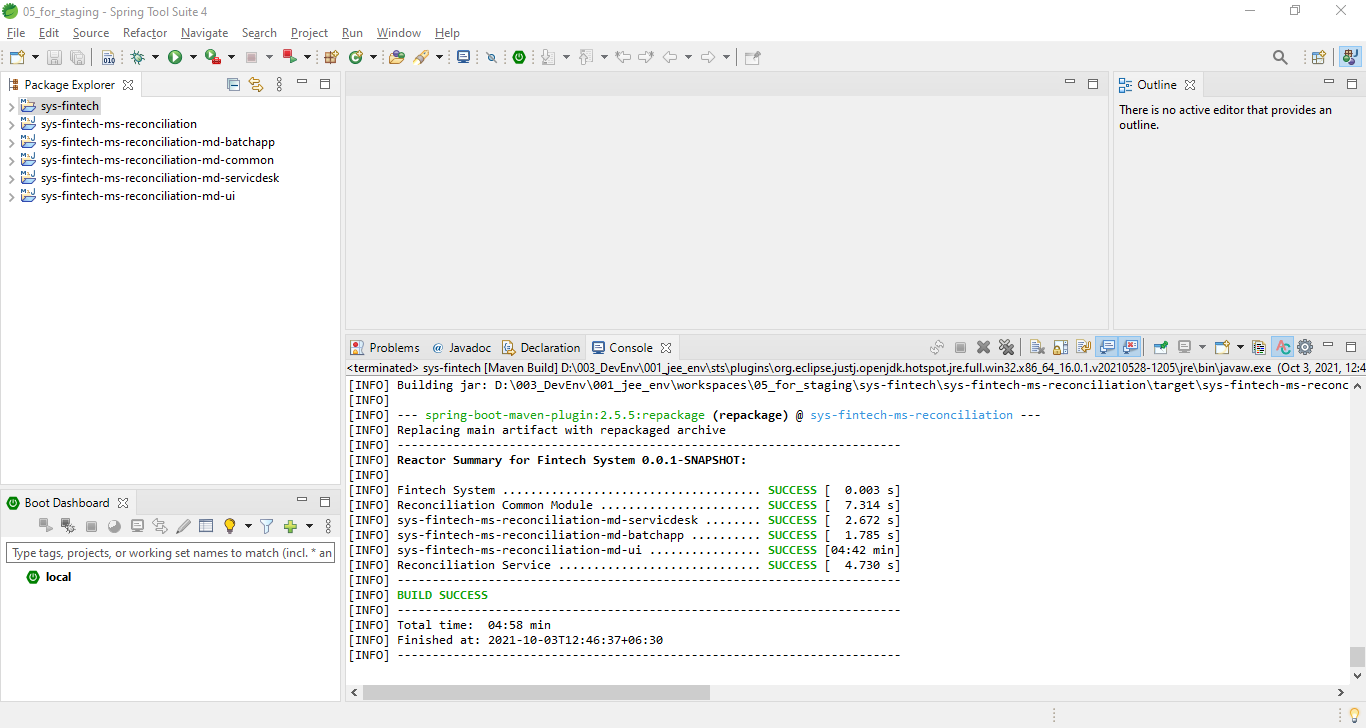 05_for_staging - Spring Tool Suite 4
File Edit Source Refactor Navigate Search Project Run Window Help
Package Explorer
sys-fintech
sys-fintech-ms-reconciliation
sys-fintech-ms-reconciliation-md-batchapp
sys-fintech-ms-reconciliation-md-common
sys-fintech-ms-reconciliation-md-servicdesk
sys-fintech-ms-reconciliation-md-ui
Outline
There is no active editor that provides an
outline.
Problems @ Javadoc Declaration Console
<terminated> sys-fintech [Maven Build] D:\003_DevEnv\001_jee_env\sts\plugins\org.eclipse.justj.openjdk.hotspot.jre.full.win32.x86_64_16.0.1.v20210528-1205\jre\bin\javaw.exe (Oct 3, 2021, 12:4
[INFO] Building jar: D:\003_DevEnv\001_jee_env\workspaces\05_for_staging\sys-fintech\sys-fintech-ms-reconciliation\target\sys-fintech-ms-reconc
[INFO]
[INFO] --- spring-boot-maven-plugin:2.5.5:repackage (repackage) @ sys-fintech-ms-reconciliation ---
[INFO] Replacing main artifact with repackaged archive
[INFO] ------------------------------------------------------------------------
[INFO] Reactor Summary for Fintech System 0.0.1-SNAPSHOT:
[INFO]
[INFO] Fintech System ..................................... SUCCESS [  0.003 s]
[INFO] Reconciliation Common Module ....................... SUCCESS [  7.314 s]
[INFO] sys-fintech-ms-reconciliation-md-servicdesk ........ SUCCESS [  2.672 s]
[INFO] sys-fintech-ms-reconciliation-md-batchapp .......... SUCCESS [  1.785 s]
[INFO] sys-fintech-ms-reconciliation-md-ui ................ SUCCESS [04:42 min]
[INFO] Reconciliation Service ............................. SUCCESS [  4.730 s]
[INFO] ------------------------------------------------------------------------
[INFO] BUILD SUCCESS
[INFO] ------------------------------------------------------------------------
[INFO] Total time:  04:58 min
[INFO] Finished at: 2021-10-03T12:46:37+06:30
[INFO] ------------------------------------------------------------------------
Boot Dashboard
Type tags, projects, or working set names to match (incl. * an
local